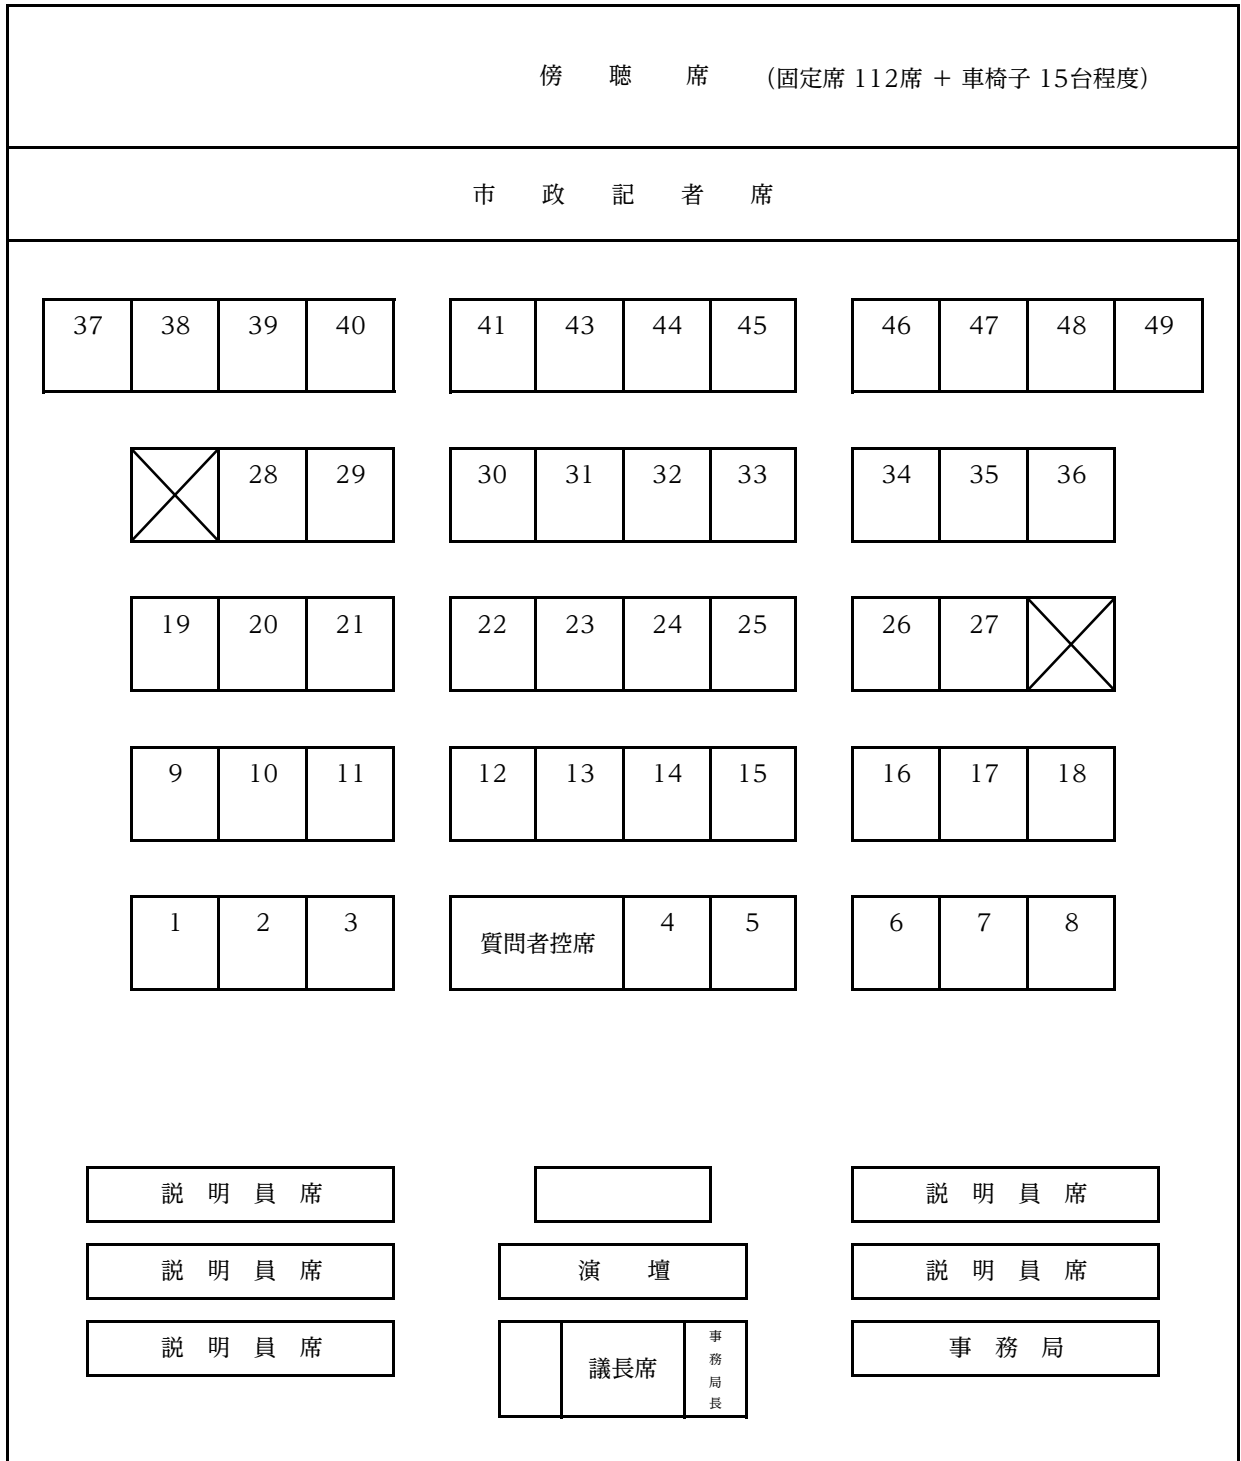 傍聴席 （固定席 112席 ＋ 車椅子 15台程度）
市政記者席
37 38 39 40 41 43 44 45 46 47 48 49
28 29 30 31 32 33 34 35 36
19 20 21 22 23 24 25 26 27
9 10 11 12 13 14 15 16 17 18
1 2 3 質問者控席 4 5 6 7 8
説明員席 説明員席
説明員席 演壇 説明員席
説明員席 議長席 事務局長 事務局